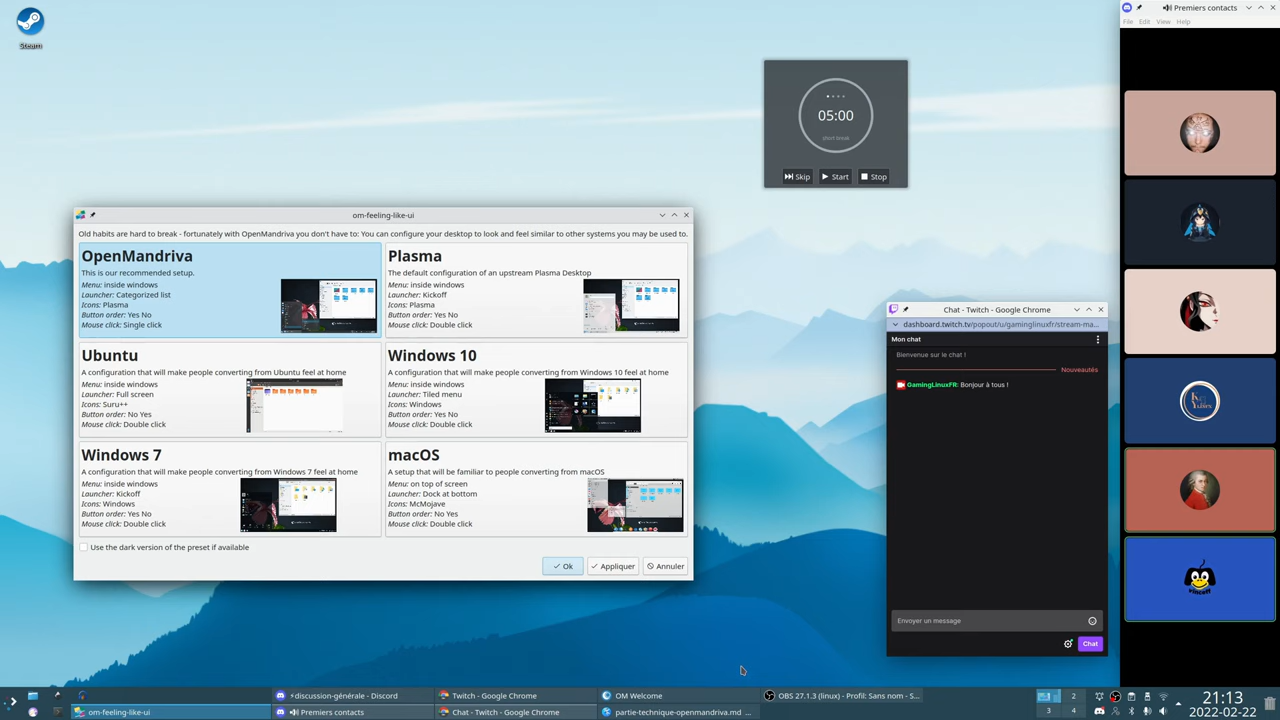 Steam
Premiers contacts
File Edit View Help
05:00
short break
Skip Start Stop
om-feeling-like-ui
Old habits are hard to break - fortunately with OpenMandriva you don't have to: You can configure your desktop to look and feel similar to other systems you may be used to.
OpenMandriva
This is our recommended setup.
Menu: inside windows
Launcher: Categorized list
Icons: Plasma
Button order: Yes No
Mouse click: Single click
Plasma
The default configuration of an upstream Plasma Desktop
Menu: inside windows
Launcher: Kickoff
Icons: Plasma
Button order: Yes No
Mouse click: Double click
Ubuntu
A configuration that will make people converting from Ubuntu feel at home
Menu: inside windows
Launcher: Full screen
Icons: Suru++
Button order: No Yes
Mouse click: Double click
Windows 10
A configuration that will make people converting from Windows 10 feel at home
Menu: inside windows
Launcher: Tiled menu
Icons: Windows
Button order: Yes No
Mouse click: Double click
Windows 7
A configuration that will make people converting from Windows 7 feel at home
Menu: inside windows
Launcher: Kickoff
Icons: Windows
Button order: Yes No
Mouse click: Double click
macOS
A setup that will be familiar to people converting from macOS
Menu: on top of screen
Launcher: Dock at bottom
Icons: McMojave
Button order: No Yes
Mouse click: Double click
Use the dark version of the preset if available
Ok Appliquer Annuler
Chat - Twitch - Google Chrome
dashboard.twitch.tv/popout/u/gaminglinuxfr/stream-ma...
Mon chat
Bienvenue sur le chat !
Nouveautés
GamingLinuxFR: Bonjour à tous !
Envoyer un message
Chat
vinceff
⚡discussion-générale - Discord
Twitch - Google Chrome
OM Welcome
OBS 27.1.3 (linux) - Profil: Sans nom - S...
om-feeling-like-ui
Premiers contacts
Chat - Twitch - Google Chrome
partie-technique-openmandriva.md ...
2
3 4
21:13
2022-02-22